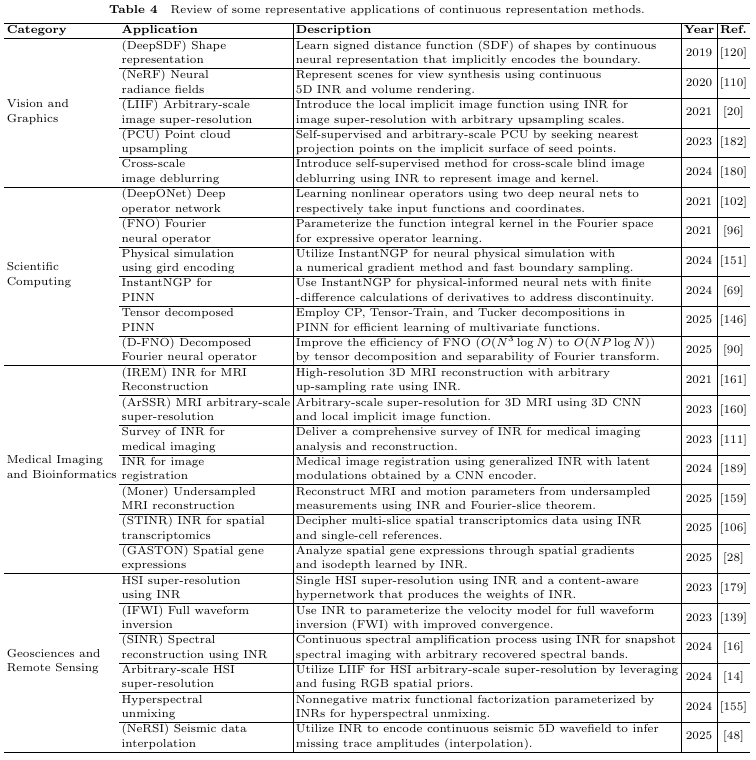 Table 4 Review of some representative applications of continuous representation methods.
Category Application Description Year Ref.
Vision and
Graphics
(DeepSDF) Shape
representation
Learn signed distance function (SDF) of shapes by continuous
neural representation that implicitly encodes the boundary.
2019 [120]
(NeRF) Neural
radiance fields
Represent scenes for view synthesis using continuous
5D INR and volume rendering.
2020 [110]
(LIIF) Arbitrary-scale
image super-resolution
Introduce the local implicit image function using INR for
image super-resolution with arbitrary upsampling scales.
2021 [20]
(PCU) Point cloud
upsampling
Self-supervised and arbitrary-scale PCU by seeking nearest
projection points on the implicit surface of seed points.
2023 [182]
Cross-scale
image deblurring
Introduce self-supervised method for cross-scale blind image
deblurring using INR to represent image and kernel.
2024 [180]
Scientific
Computing
(DeepONet) Deep
operator network
Learning nonlinear operators using two deep neural nets to
respectively take input functions and coordinates.
2021 [102]
(FNO) Fourier
neural operator
Parameterize the function integral kernel in the Fourier space
for expressive operator learning.
2021 [96]
Physical simulation
using gird encoding
Utilize InstantNGP for neural physical simulation with
a numerical gradient method and fast boundary sampling.
2024 [151]
InstantNGP for
PINN
Use InstantNGP for physical-informed neural nets with finite
-difference calculations of derivatives to address discontinuity.
2024 [69]
Tensor decomposed
PINN
Employ CP, Tensor-Train, and Tucker decompositions in
PINN for efficient learning of multivariate functions.
2025 [146]
(D-FNO) Decomposed
Fourier neural operator
Improve the efficiency of FNO (O(N³ log N) to O(NP log N))
by tensor decomposition and separability of Fourier transform.
2025 [90]
Medical Imaging
and Bioinformatics
(IREM) INR for MRI
Reconstruction
High-resolution 3D MRI reconstruction with arbitrary
up-sampling rate using INR.
2021 [161]
(ArSSR) MRI arbitrary-scale
super-resolution
Arbitrary-scale super-resolution for 3D MRI using 3D CNN
and local implicit image function.
2023 [160]
Survey of INR for
medical imaging
Deliver a comprehensive survey of INR for medical imaging
analysis and reconstruction.
2023 [111]
INR for image
registration
Medical image registration using generalized INR with latent
modulations obtained by a CNN encoder.
2024 [189]
(Moner) Undersampled
MRI reconstruction
Reconstruct MRI and motion parameters from undersampled
measurements using INR and Fourier-slice theorem.
2025 [159]
(STINR) INR for spatial
transcriptomics
Decipher multi-slice spatial transcriptomics data using INR
and single-cell references.
2025 [106]
(GASTON) Spatial gene
expressions
Analyze spatial gene expressions through spatial gradients
and isodepth learned by INR.
2025 [28]
Geosciences and
Remote Sensing
HSI super-resolution
using INR
Single HSI super-resolution using INR and a content-aware
hypernetwork that produces the weights of INR.
2023 [179]
(IFWI) Full waveform
inversion
Use INR to parameterize the velocity model for full waveform
inversion (FWI) with improved convergence.
2023 [139]
(SINR) Spectral
reconstruction using INR
Continuous spectral amplification process using INR for snapshot
spectral imaging with arbitrary recovered spectral bands.
2024 [16]
Arbitrary-scale HSI
super-resolution
Utilize LIIF for HSI arbitrary-scale super-resolution by leveraging
and fusing RGB spatial priors.
2024 [14]
Hyperspectral
unmixing
Nonnegative matrix functional factorization parameterized by
INRs for hyperspectral unmixing.
2024 [155]
(NeRSI) Seismic data
interpolation
Utilize INR to encode continuous seismic 5D wavefield to infer
missing trace amplitudes (interpolation).
2025 [48]